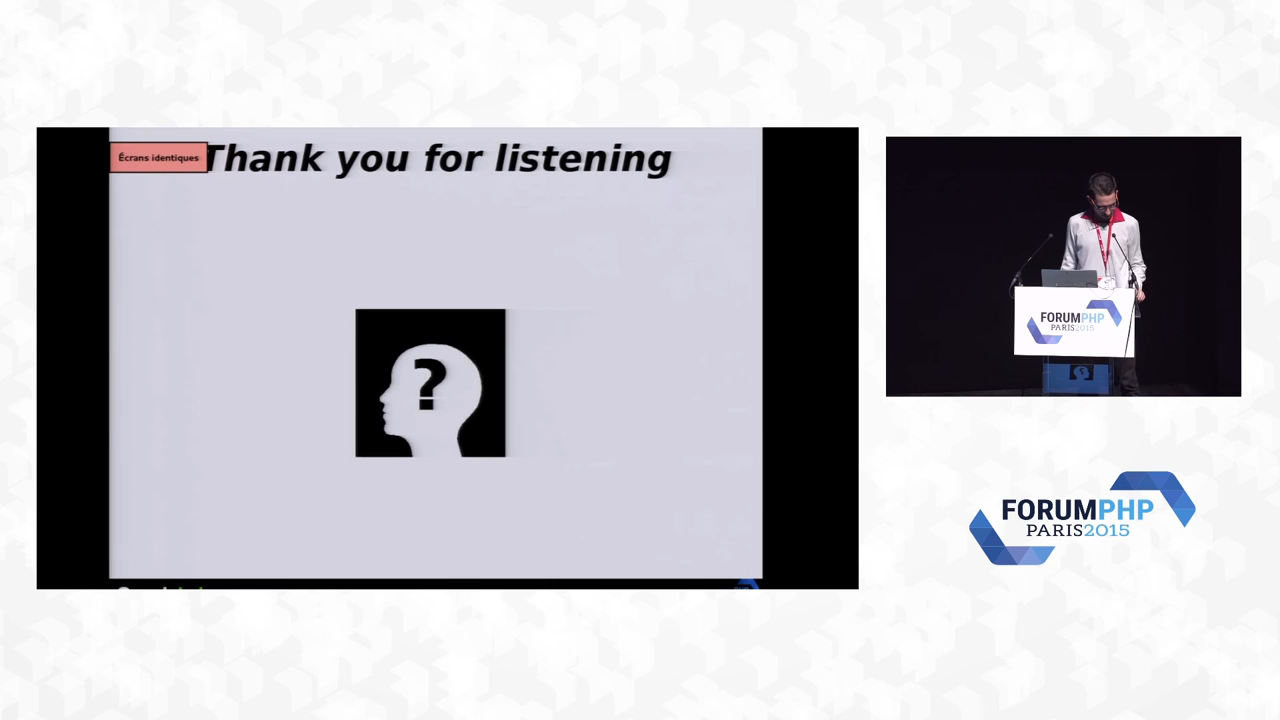 Écrans identiques
Thank you for listening
?
FORUMPHP
PARIS2015
FORUMPHP
PARIS2015